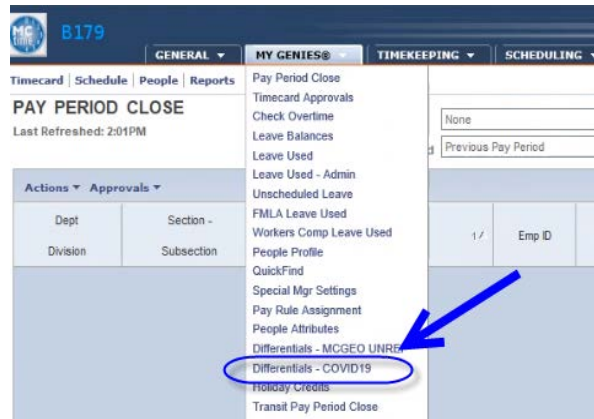 MC
time
B179
GENERAL
MY GENIES®
TIMEKEEPING
SCHEDULING
Timecard | Schedule | People | Reports
PAY PERIOD CLOSE
Last Refreshed: 2:01PM
None
d
Previous Pay Period
Actions Approvals
Dept
Division
Section -
Subsection
1 /
Emp ID
Pay Period Close
Timecard Approvals
Check Overtime
Leave Balances
Leave Used
Leave Used - Admin
Unscheduled Leave
FMLA Leave Used
Workers Comp Leave Used
People Profile
QuickFind
Special Mgr Settings
Pay Rule Assignment
People Attributes
Differentials - MCGEO UNREP
Differentials - COVID19
Holiday Credits
Transit Pay Period Close